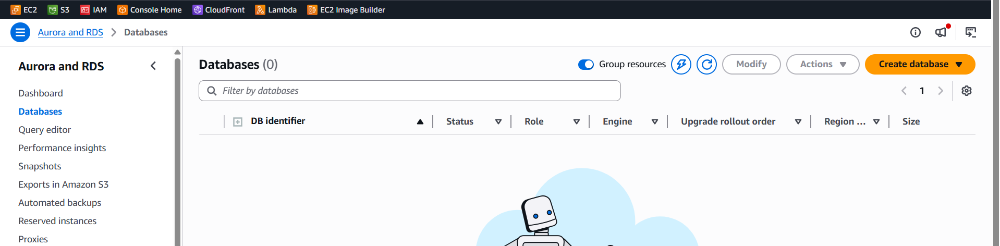 EC2 S3 IAM Console Home CloudFront Lambda EC2 Image Builder
Aurora and RDS > Databases
Aurora and RDS
Dashboard
Databases
Query editor
Performance insights
Snapshots
Exports in Amazon S3
Automated backups
Reserved instances
Proxies
Databases (0)
Group resources Modify Actions Create database
Filter by databases
1
DB identifier Status Role Engine Upgrade rollout order Region ... Size